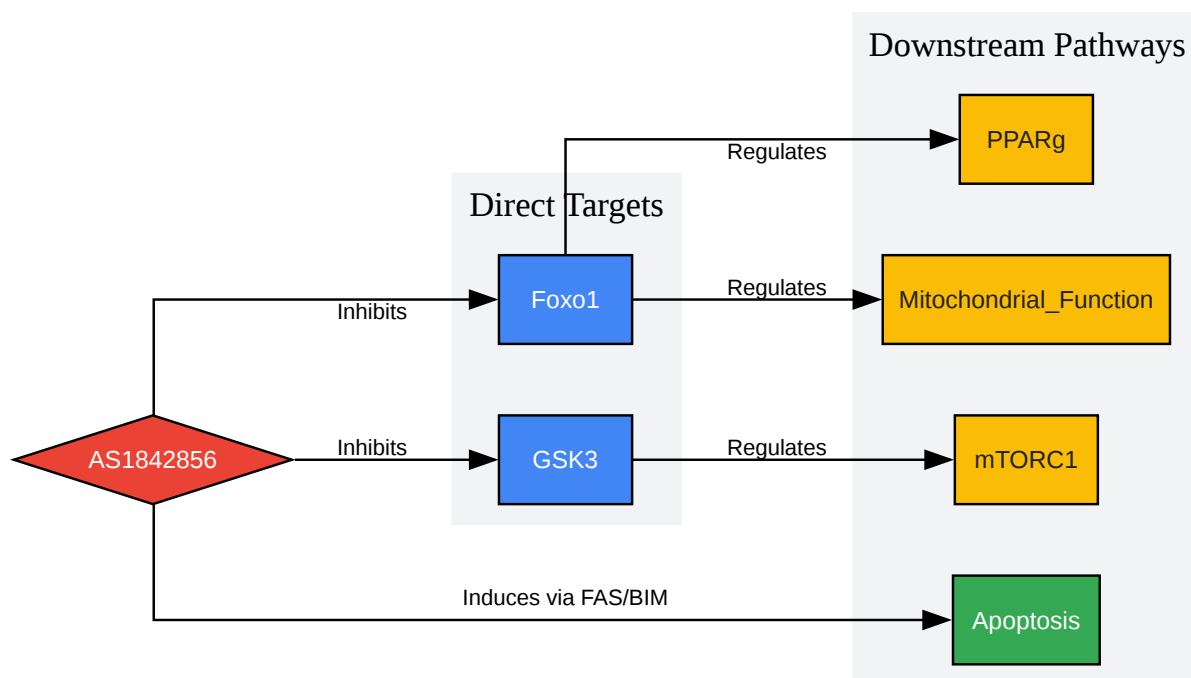 Downstream Pathways
PPARg
Regulates
Direct Targets
Foxo1
Regulates
Mitochondrial_Function
Inhibits
AS1842856
Inhibits
GSK3
Regulates
mTORC1
Induces via FAS/BIM
Apoptosis